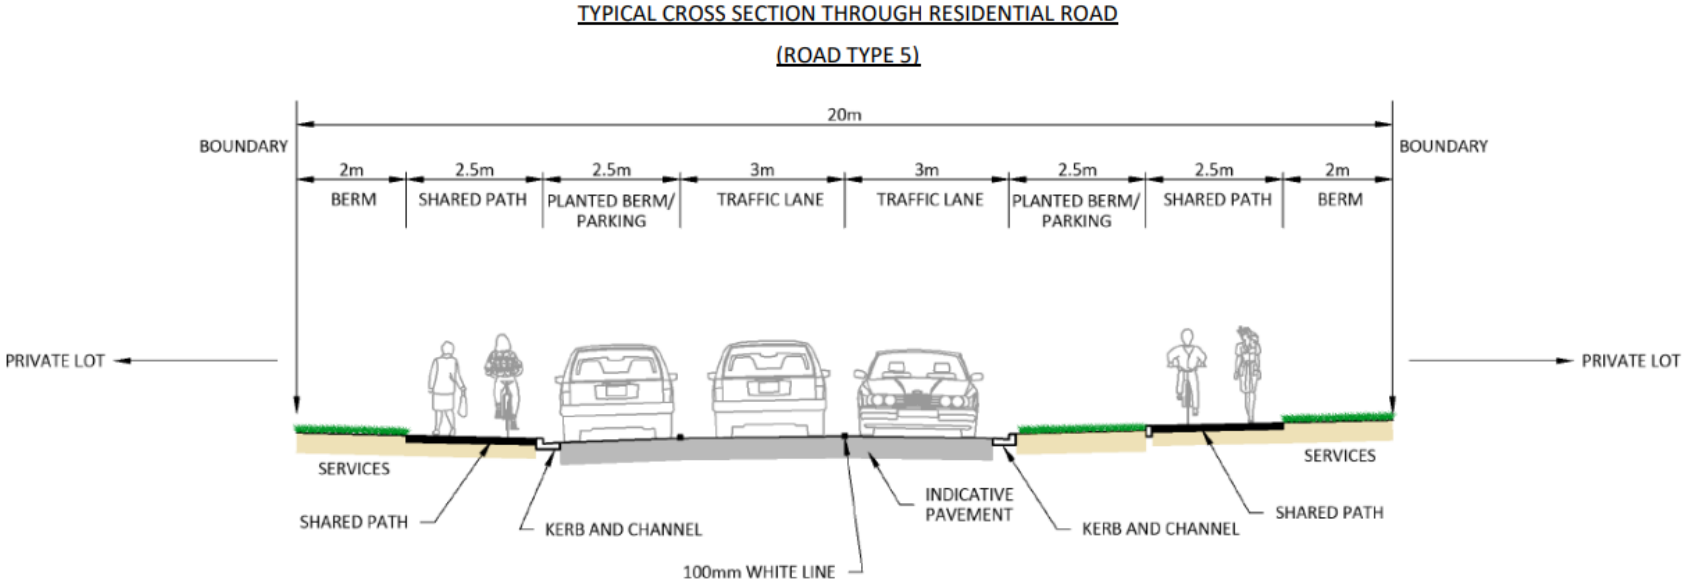 TYPICAL CROSS SECTION THROUGH RESIDENTIAL ROAD
(ROAD TYPE 5)
20m
BOUNDARY
BOUNDARY
2m
2.5m
2.5m
3m
3m
2.5m
2.5m
2m
BERM
SHARED PATH
PLANTED BERM/
PARKING
TRAFFIC LANE
TRAFFIC LANE
PLANTED BERM/
PARKING
SHARED PATH
BERM
PRIVATE LOT
PRIVATE LOT
SERVICES
SERVICES
SHARED PATH
KERB AND CHANNEL
INDICATIVE
PAVEMENT
KERB AND CHANNEL
SHARED PATH
100mm WHITE LINE